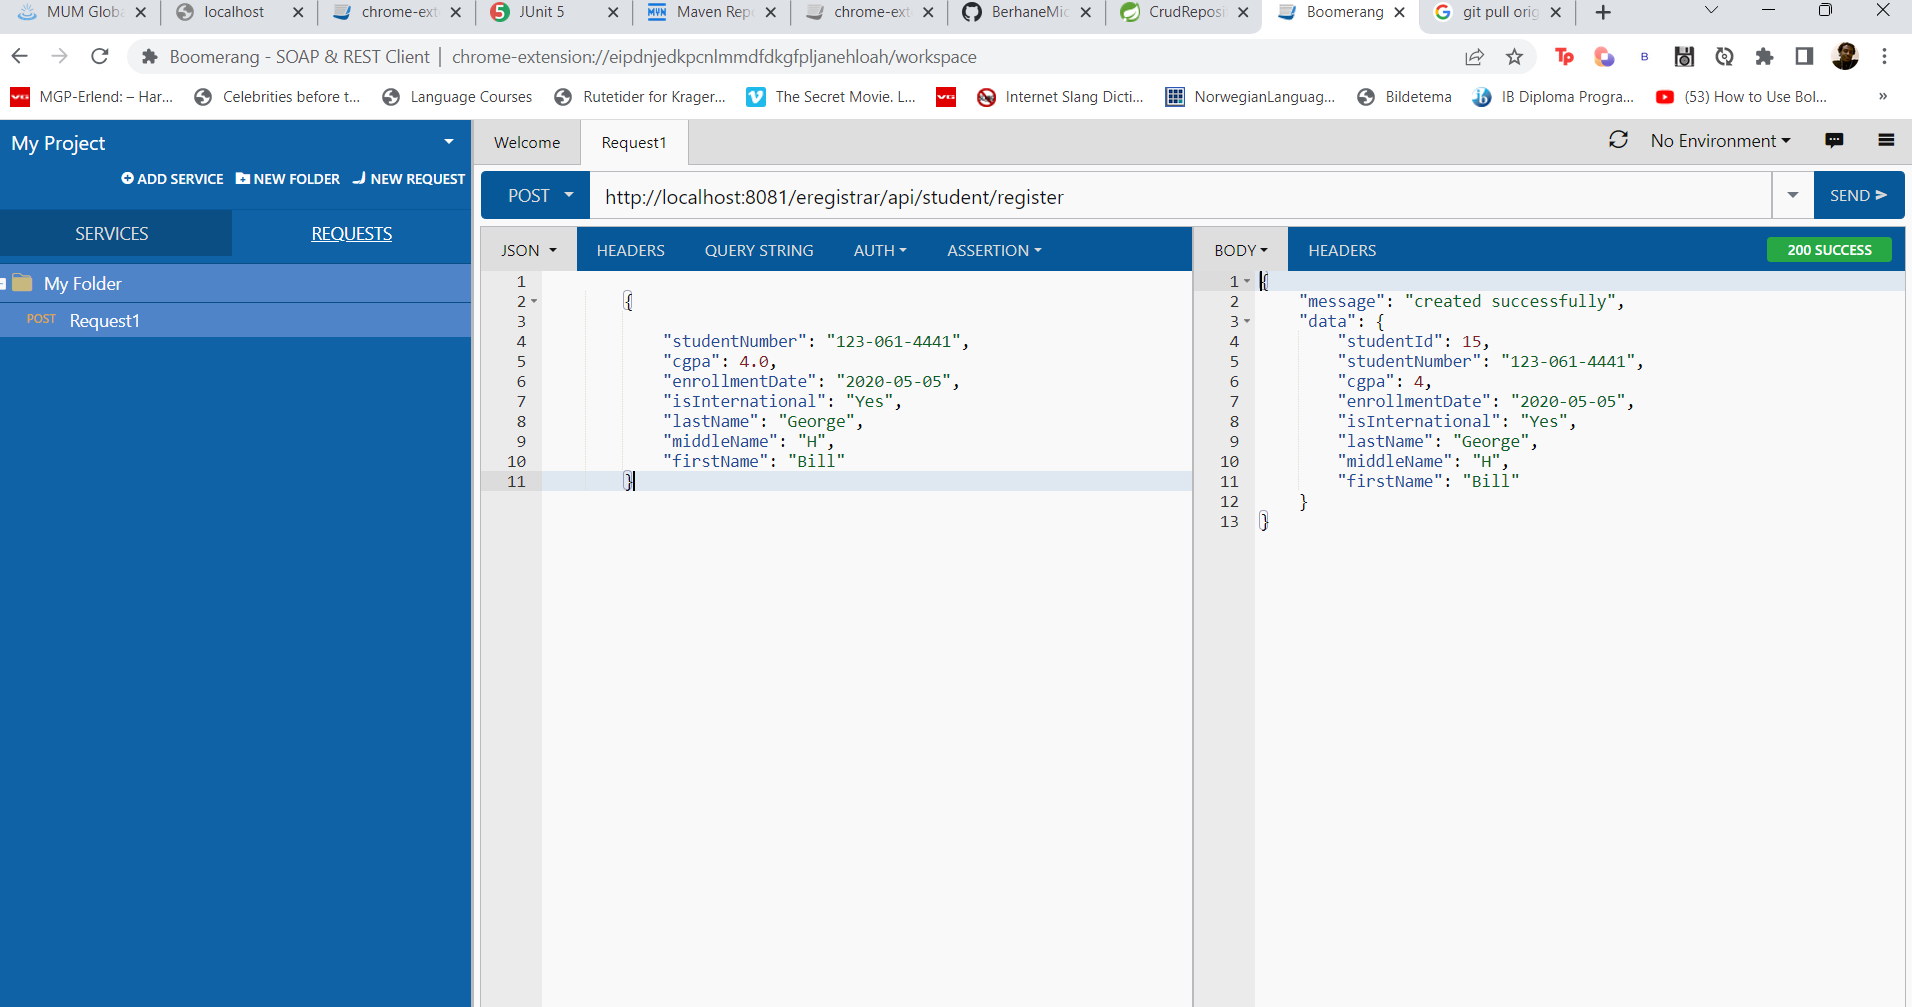 MUM Globa
localhost
chrome-ext
JUnit 5
Maven Rep
chrome-ext
BerhaneMic
CrudReposi
Boomerang
git pull orig
Boomerang - SOAP & REST Client
chrome-extension://eipdnjedkpcnlmmdfdkgfpljanehloah/workspace
MGP-Erlend: – Har...
Celebrities before t...
Language Courses
Rutetider for Krager...
The Secret Movie. L...
Internet Slang Dicti...
NorwegianLanguag...
Bildetema
IB Diploma Progra...
(53) How to Use Bol...
»
My Project
ADD SERVICE
NEW FOLDER
NEW REQUEST
SERVICES
REQUESTS
My Folder
POST Request1
Welcome
Request1
No Environment
POST
http://localhost:8081/eregistrar/api/student/register
SEND
JSON
HEADERS
QUERY STRING
AUTH
ASSERTION
1
2 {
3
4 "studentNumber": "123-061-4441",
5 "cgpa": 4.0,
6 "enrollmentDate": "2020-05-05",
7 "isInternational": "Yes",
8 "lastName": "George",
9 "middleName": "H",
10 "firstName": "Bill"
11 }
BODY
HEADERS
200 SUCCESS
1 {
2 "message": "created successfully",
3 "data": {
4 "studentId": 15,
5 "studentNumber": "123-061-4441",
6 "cgpa": 4,
7 "enrollmentDate": "2020-05-05",
8 "isInternational": "Yes",
9 "lastName": "George",
10 "middleName": "H",
11 "firstName": "Bill"
12 }
13 }